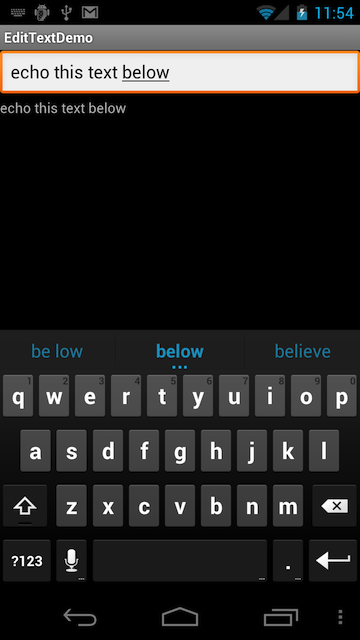 11:54
EditTextDemo
echo this text below
echo this text below
be low below believe
1 2 3 4 5 6 7 8 9 0
q w e r t y u i o p
a s d f g h j k l
z x c v b n m
?123 ... . ...